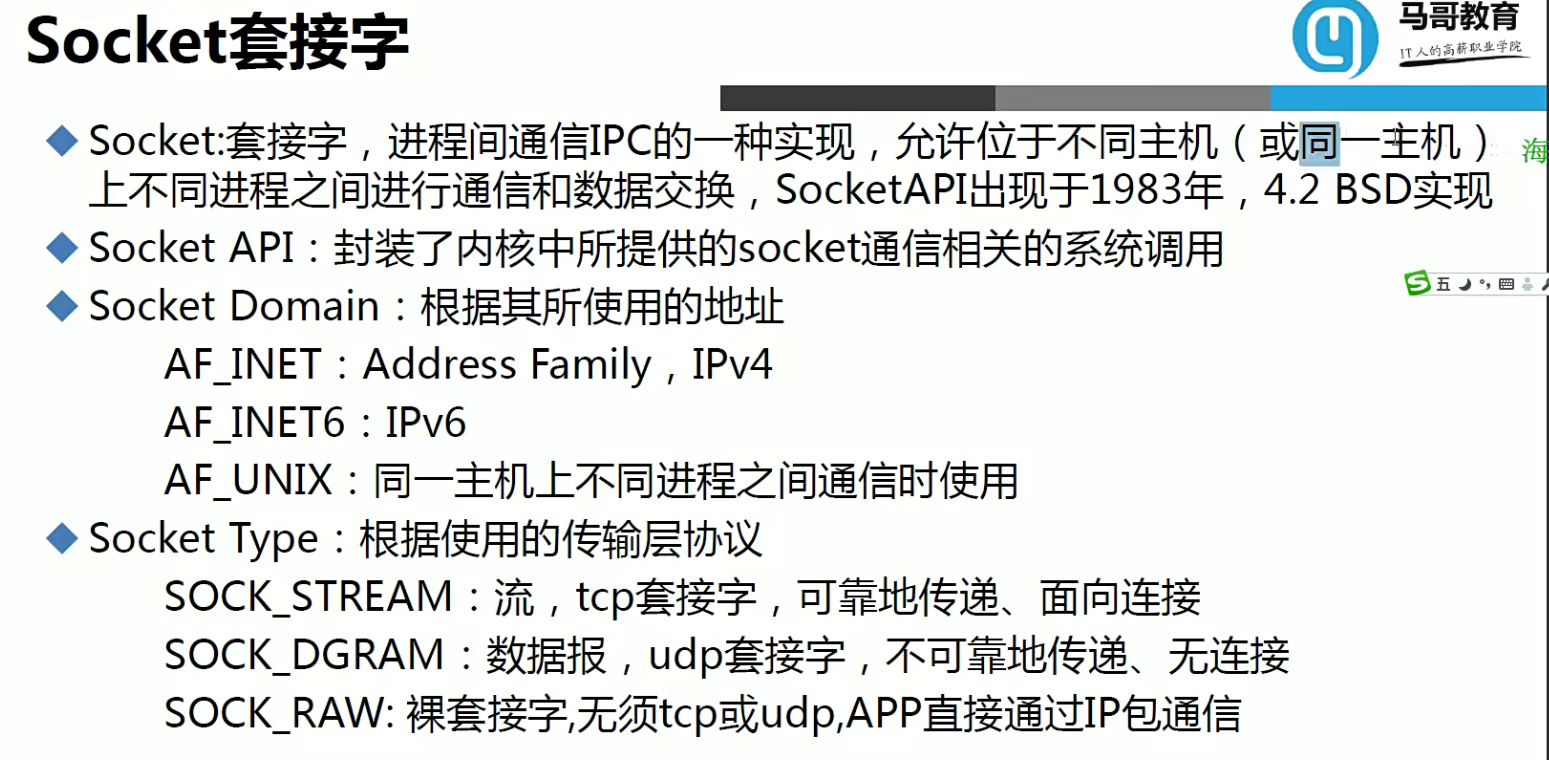 Socket套接字
马哥教育
IT人的高薪职业学院
Socket:套接字，进程间通信IPC的一种实现，允许位于不同主机（或同一主机）
海
上不同进程之间进行通信和数据交换，SocketAPI出现于1983年，4.2 BSD实现
Socket API：封装了内核中所提供的socket通信相关的系统调用
五
Socket Domain：根据其所使用的地址
AF_INET：Address Family，IPv4
AF_INET6：IPv6
AF_UNIX：同一主机上不同进程之间通信时使用
Socket Type：根据使用的传输层协议
SOCK_STREAM：流，tcp套接字，可靠地传递、面向连接
SOCK_DGRAM：数据报，udp套接字，不可靠地传递、无连接
SOCK_RAW: 裸套接字,无须tcp或udp,APP直接通过IP包通信